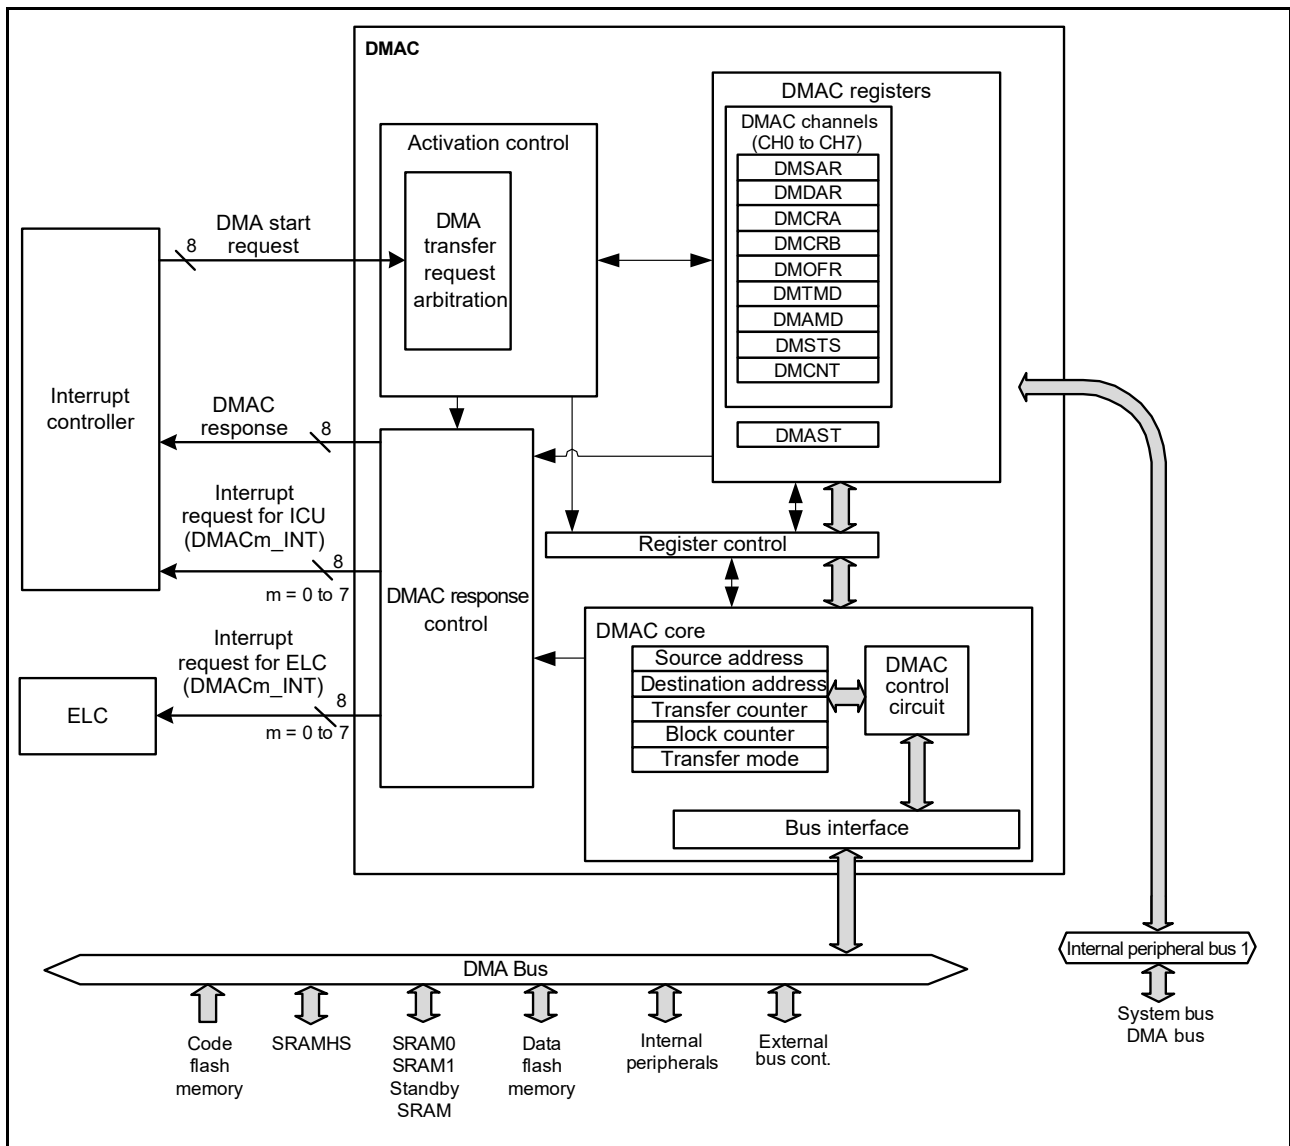 DMAC
DMAC registers
DMAC channels
(CH0 to CH7)
DMSAR
DMDAR
DMCRA
DMCRB
DMOFR
DMTMD
DMAMD
DMSTS
DMCNT
DMAST
Activation control
DMA
transfer
request
arbitration
DMA start
request
8
Interrupt
controller
DMAC
response
8
Interrupt
request for ICU
(DMACm_INT)
8
m = 0 to 7
DMAC response
control
Register control
Interrupt
request for ELC
(DMACm_INT)
8
m = 0 to 7
ELC
DMAC core
Source address
Destination address
Transfer counter
Block counter
Transfer mode
DMAC
control
circuit
Bus interface
DMA Bus
Internal peripheral bus 1
System bus
DMA bus
Code
flash
memory
SRAMHS
SRAM0
SRAM1
Standby
SRAM
Data
flash
memory
Internal
peripherals
External
bus cont.